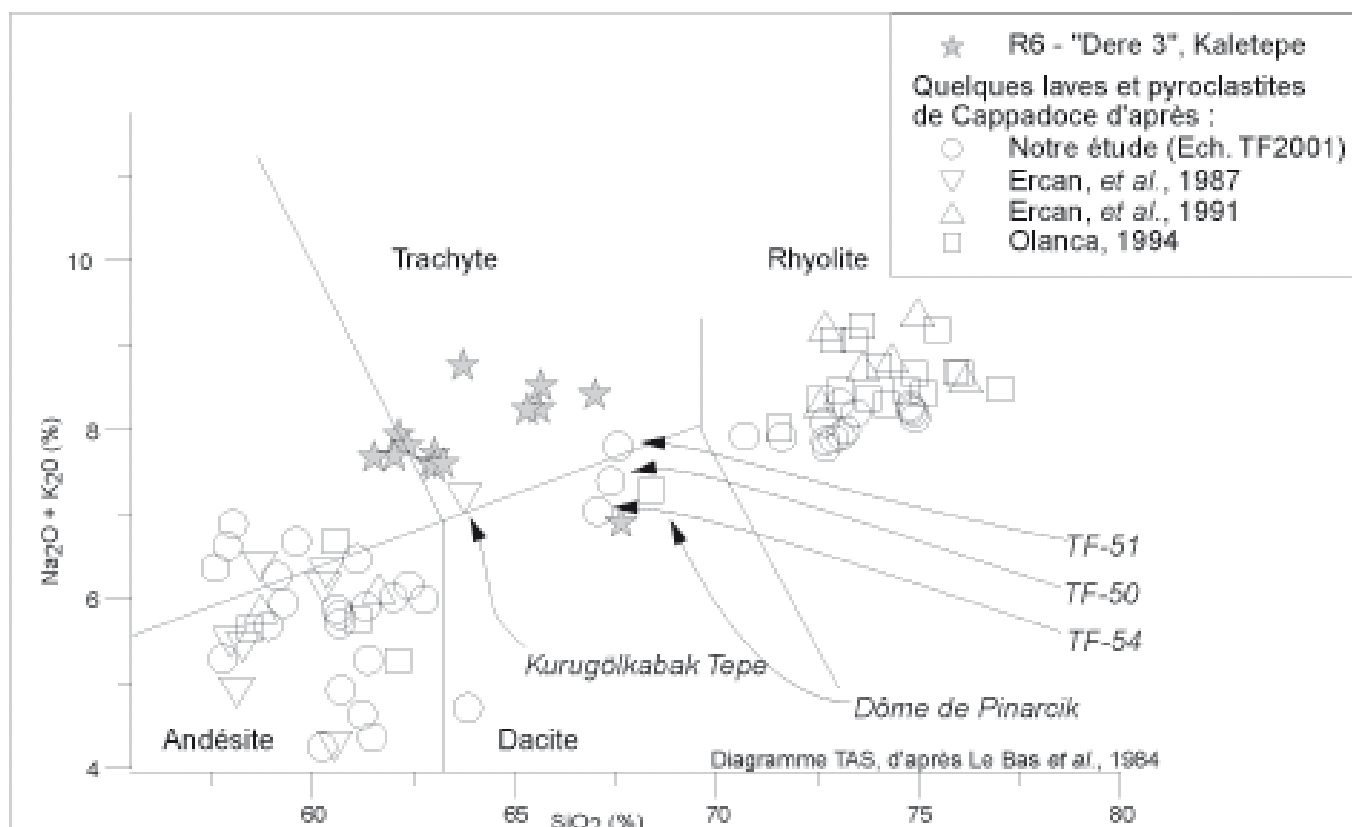 R6 - "Dere 3", Kaletepe
Quelques laves et pyroclastites
de Cappadoce d'après :
Notre étude (Ech. TF2001)
Ercan, et al., 1987
Ercan, et al., 1991
Olanca, 1994
Trachyte
Rhyolite
10
8
6
4
Na2O + K2O (%)
TF-51
TF-50
TF-54
Kurugölkabak Tepe
Dôme de Pinarcik
Andésite
Dacite
Diagramme TAS, d'après Le Bas et al., 1984
60
65
70
75
80
SiO2 (%)